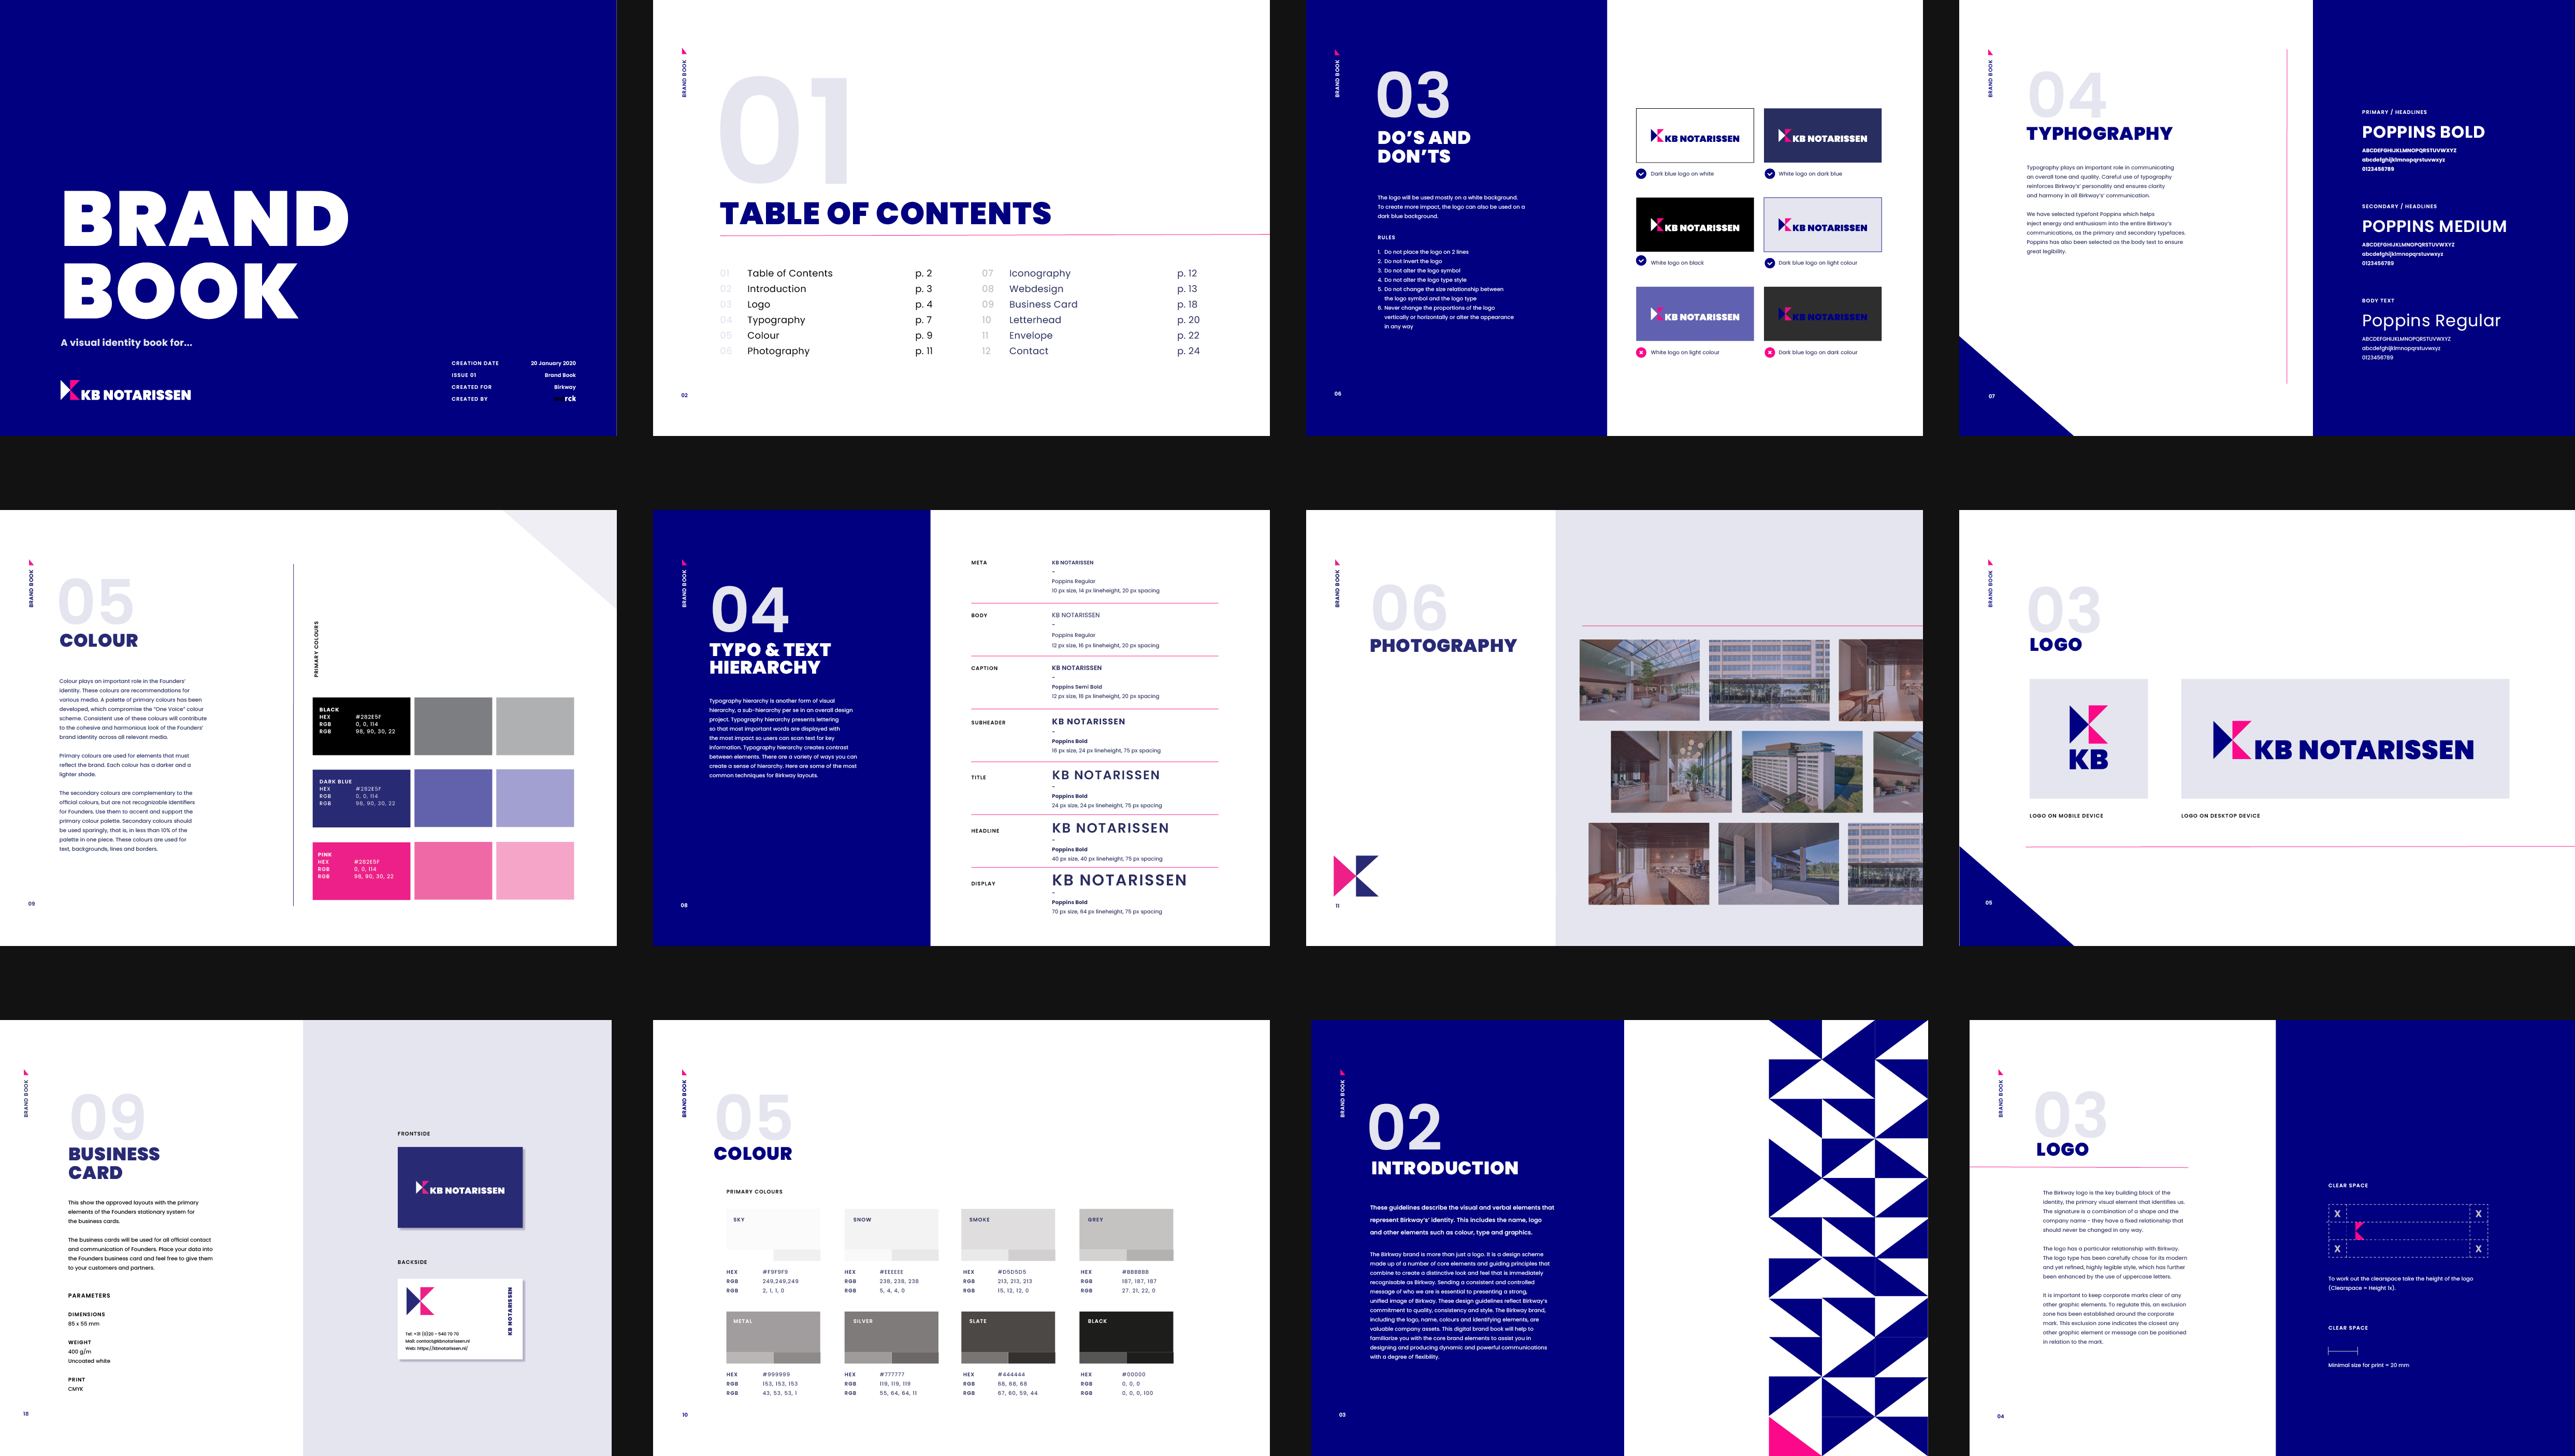 BRAND
BOOK
A visual identity book for...
KB NOTARISSEN
CREATION DATE 20 January 2020
ISSUE 01 Brand Book
CREATED FOR Birkway
CREATED BY rck
BRAND BOOK
01
TABLE OF CONTENTS
01 Table of Contents p. 2
02 Introduction p. 3
03 Logo p. 4
04 Typography p. 7
05 Colour p. 9
06 Photography p. 11
07 Iconography p. 12
08 Webdesign p. 13
09 Business Card p. 18
10 Letterhead p. 20
11 Envelope p. 22
12 Contact p. 24
02
BRAND BOOK
03
DO'S AND
DON'TS
The logo will be used mostly on a white background.
To create more impact, the logo can also be used on a
dark blue background.
RULES
1. Do not place the logo on 2 lines
2. Do not invert the logo
3. Do not alter the logo symbol
4. Do not alter the logo type style
5. Do not change the size relationship between
the logo symbol and the logo type
6. Never change the proportions of the logo
vertically or horizontally or alter the appearance
in any way
06
KB NOTARISSEN
Dark blue logo on white
KB NOTARISSEN
White logo on dark blue
KB NOTARISSEN
White logo on black
KB NOTARISSEN
Dark blue logo on light colour
KB NOTARISSEN
White logo on light colour
KB NOTARISSEN
Dark blue logo on dark colour
BRAND BOOK
04
TYPHOGRAPHY
Typography plays an important role in communicating
an overall tone and quality. Careful use of typography
reinforces Birkway's' personality and ensures clarity
and harmony in all Birkway's' communication.
We have selected typefont Poppins which helps
inject energy and enthusiasm into the entire Birkway's
communications, as the primary and secondary typefaces.
Poppins has also been selected as the body text to ensure
great legibility.
07
PRIMARY / HEADLINES
POPPINS BOLD
ABCDEFGHIJKLMNOPQRSTUVWXYZ
abcdefghijklmnopqrstuvwxyz
0123456789
SECONDARY / HEADLINES
POPPINS MEDIUM
ABCDEFGHIJKLMNOPQRSTUVWXYZ
abcdefghijklmnopqrstuvwxyz
0123456789
BODY TEXT
Poppins Regular
ABCDEFGHIJKLMNOPQRSTUVWXYZ
abcdefghijklmnopqrstuvwxyz
0123456789
BRAND BOOK
05
COLOUR
Colour plays an important role in the Founders'
identity. These colours are recommendations for
various media. A palette of primary colours has been
developed, which compromise the "One Voice" colour
scheme. Consistent use of these colours will contribute
to the cohesive and harmonious look of the Founders'
brand identity across all relevant media.
Primary colours are used for elements that must
reflect the brand. Each colour has a darker and a
lighter shade.
The secondary colours are complementary to the
official colours, but are not recognizable identifiers
for Founders. Use them to accent and support the
primary colour palette. Secondary colours should
be used sparingly, that is, in less than 10% of the
palette in one piece. These colours are used for
text, backgrounds, lines and borders.
09
PRIMARY COLOURS
BLACK
HEX #282E5F
RGB 0, 0, 114
RGB 98, 90, 30, 22
DARK BLUE
HEX #282E5F
RGB 0, 0, 114
RGB 98, 90, 30, 22
PINK
HEX #282E5F
RGB 0, 0, 114
RGB 98, 90, 30, 22
BRAND BOOK
04
TYPO & TEXT
HIERARCHY
Typography hierarchy is another form of visual
hierarchy, a sub-hierarchy per se in an overall design
project. Typography hierarchy presents lettering
so that most important words are displayed with
the most impact so users can scan text for key
information. Typography hierarchy creates contrast
between elements. There are a variety of ways you can
create a sense of hierarchy. Here are some of the most
common techniques for Birkway layouts.
08
META KB NOTARISSEN
-
Poppins Regular
10 px size, 14 px lineheight, 20 px spacing
BODY KB NOTARISSEN
-
Poppins Regular
12 px size, 16 px lineheight, 20 px spacing
CAPTION KB NOTARISSEN
-
Poppins Semi Bold
12 px size, 18 px lineheight, 20 px spacing
SUBHEADER KB NOTARISSEN
-
Poppins Bold
16 px size, 24 px lineheight, 75 px spacing
TITLE KB NOTARISSEN
-
Poppins Bold
24 px size, 24 px lineheight, 75 px spacing
HEADLINE KB NOTARISSEN
-
Poppins Bold
40 px size, 40 px lineheight, 75 px spacing
DISPLAY KB NOTARISSEN
-
Poppins Bold
70 px size, 64 px lineheight, 75 px spacing
BRAND BOOK
06
PHOTOGRAPHY
11
BRAND BOOK
03
LOGO
KB
LOGO ON MOBILE DEVICE
KB NOTARISSEN
LOGO ON DESKTOP DEVICE
05
BRAND BOOK
09
BUSINESS
CARD
This show the approved layouts with the primary
elements of the Founders stationary system for
the business cards.
The business cards will be used for all official contact
and communication of Founders. Place your data into
the Founders business card and feel free to give them
to your customers and partners.
PARAMETERS
DIMENSIONS
85 x 55 mm
WEIGHT
400 g/m
Uncoated white
PRINT
CMYK
18
FRONTSIDE
KB NOTARISSEN
BACKSIDE
KB NOTARISSEN
Tel: +31 (0)20 - 540 70 70
Mail: contact@kbnotarissen.nl
Web: https://kbnotarissen.nl/
BRAND BOOK
05
COLOUR
PRIMARY COLOURS
SKY
HEX #F9F9F9
RGB 249,249,249
RGB 2, 1, 1, 0
SNOW
HEX #EEEEEE
RGB 238, 238, 238
RGB 5, 4, 4, 0
SMOKE
HEX #D5D5D5
RGB 213, 213, 213
RGB 15, 12, 12, 0
GREY
HEX #BBBBBB
RGB 187, 187, 187
RGB 27. 21, 22, 0
METAL
HEX #999999
RGB 153, 153, 153
RGB 43, 53, 53, 1
SILVER
HEX #777777
RGB 119, 119, 119
RGB 55, 64, 64, 11
SLATE
HEX #444444
RGB 68, 68, 68
RGB 67, 60, 59, 44
BLACK
HEX #00000
RGB 0, 0, 0
RGB 0, 0, 0, 100
10
BRAND BOOK
02
INTRODUCTION
These guidelines describe the visual and verbal elements that
represent Birkway's' identity. This includes the name, logo
and other elements such as colour, type and graphics.
The Birkway brand is more than just a logo. It is a design scheme
made up of a number of core elements and guiding principles that
combine to create a distinctive look and feel that is immediately
recognisable as Birkway. Sending a consistent and controlled
message of who we are is essential to presenting a strong,
unified image of Birkway. These design guidelines reflect Birkway's
commitment to quality, consistency and style. The Birkway brand,
including the logo, name, colours and identifying elements, are
valuable company assets. This digital brand book will help to
familiarize you with the core brand elements to assist you in
designing and producing dynamic and powerful communications
with a degree of flexibility.
03
BRAND BOOK
03
LOGO
The Birkway logo is the key building block of the
identity, the primary visual element that identifies us.
The signature is a combination of a shape and the
company name - they have a fixed relationship that
should never be changed in any way.
The logo has a particular relationship with Birkway.
The logo type has been carefully chose for its modern
and yet refined, highly legible style, which has further
been enhanced by the use of uppercase letters.
It is important to keep corporate marks clear of any
other graphic elements. To regulate this, an exclusion
zone has been established around the corporate
mark. This exclusion zone indicates the closest any
other graphic element or message can be positioned
in relation to the mark.
04
CLEAR SPACE
X X
X X
To work out the clearspace take the height of the logo
(Clearspace = Height 1x).
CLEAR SPACE
Minimal size for print = 20 mm